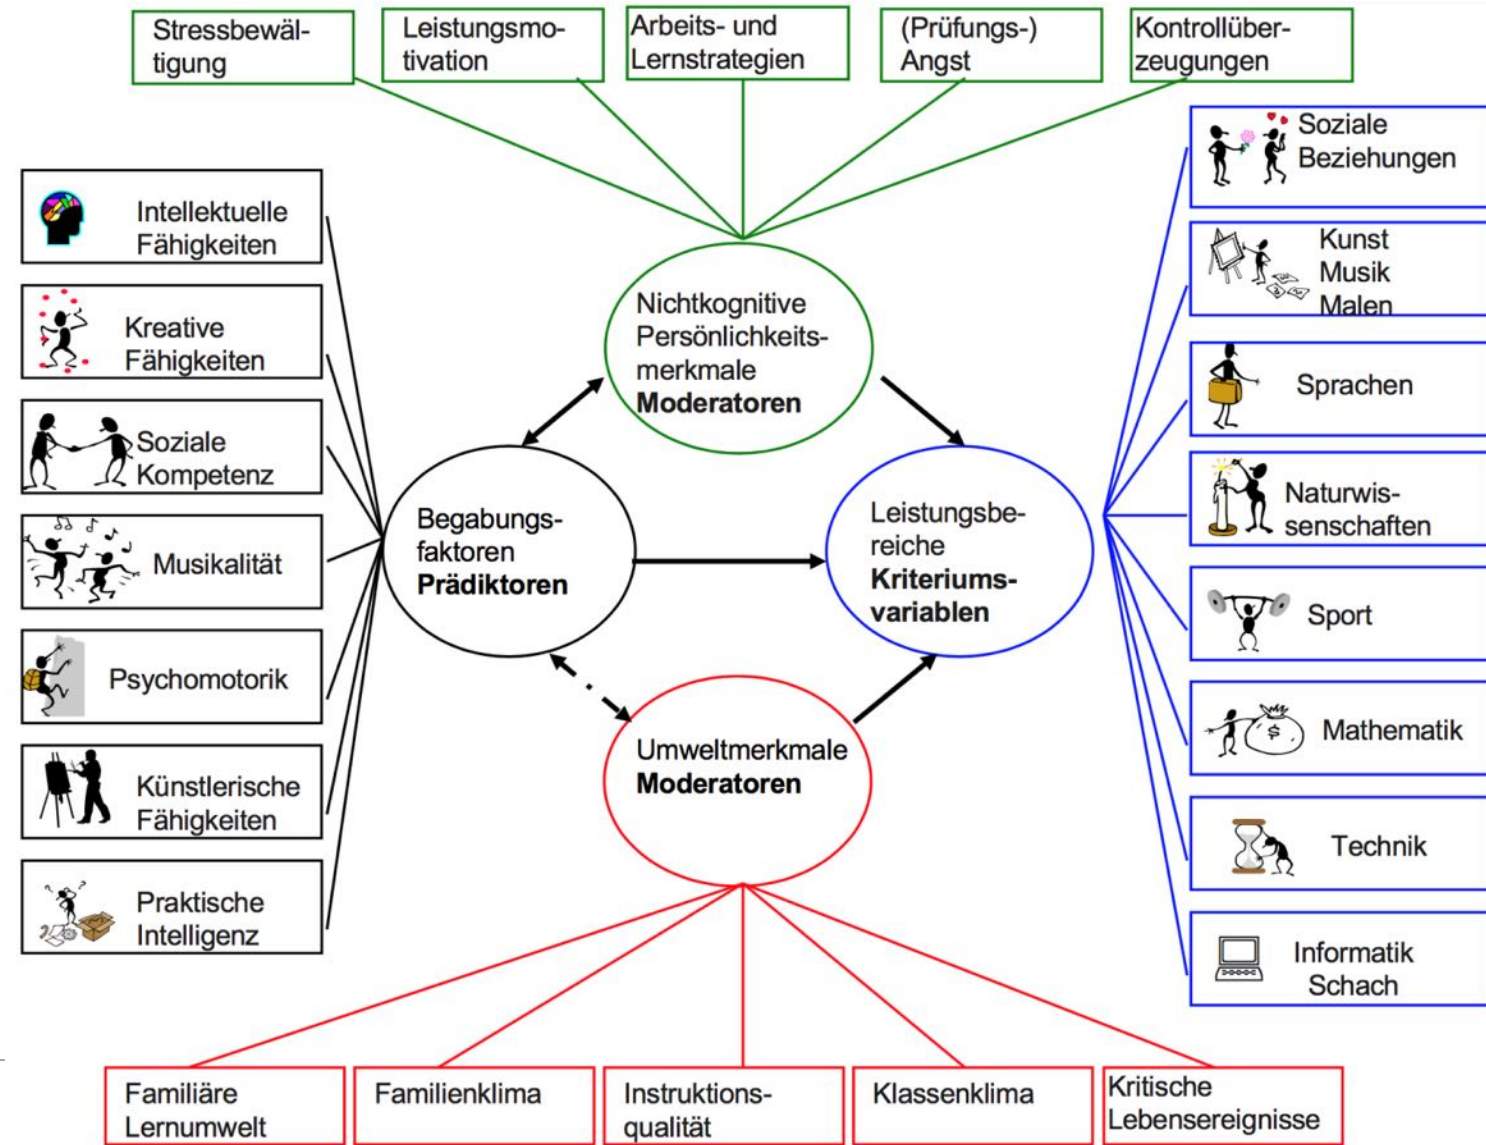 Stressbewäl-
tigung
Leistungsmo-
tivation
Arbeits- und
Lernstrategien
(Prüfungs-)
Angst
Kontrollüber-
zeugungen
Intellektuelle
Fähigkeiten
Kreative
Fähigkeiten
Soziale
Kompetenz
Musikalität
Psychomotorik
Künstlerische
Fähigkeiten
Praktische
Intelligenz
Nichtkognitive
Persönlichkeits-
merkmale
Moderatoren
Begabungs-
faktoren
Prädiktoren
Leistungsbe-
reiche
Kriteriums-
variablen
Umweltmerkmale
Moderatoren
Soziale
Beziehungen
Kunst
Musik
Malen
Sprachen
Naturwis-
senschaften
Sport
$
Mathematik
Technik
Informatik
Schach
Familiäre
Lernumwelt
Familienklima
Instruktions-
qualität
Klassenklima
Kritische
Lebensereignisse